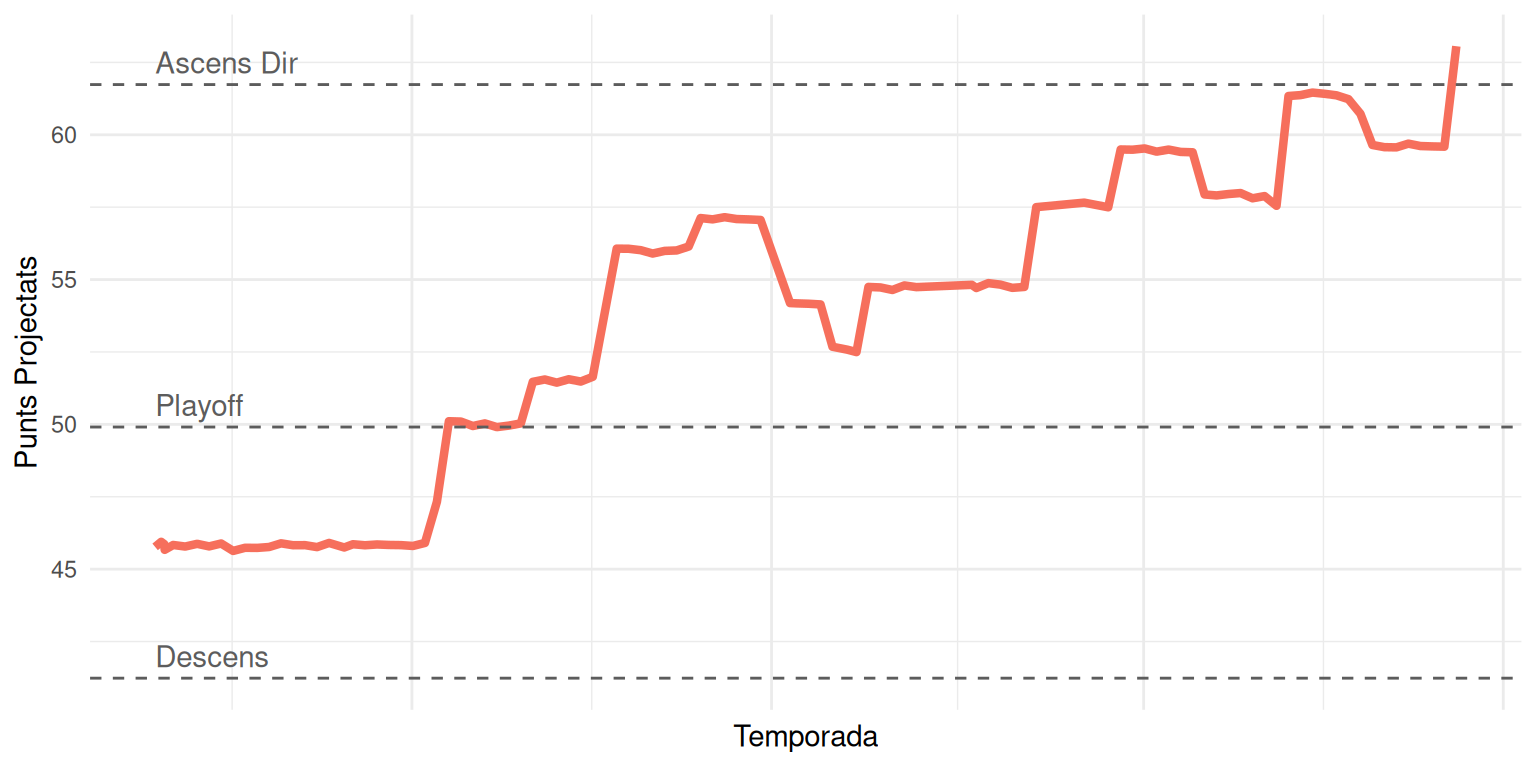 Ascens Dir
60
55
Punts Projectats
Playoff
50
45
Descens
Temporada